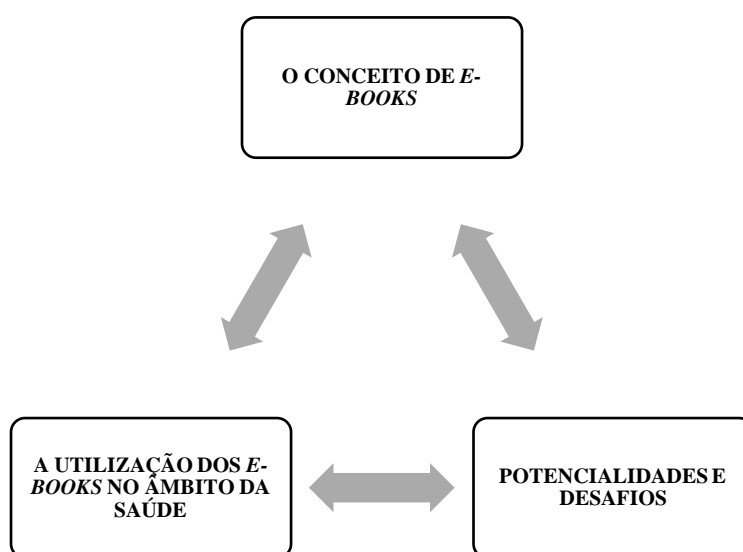 O CONCEITO DE E-
BOOKS
A UTILIZAÇÃO DOS E-
BOOKS NO ÂMBITO DA
SAÚDE
POTENCIALIDADES E
DESAFIOS